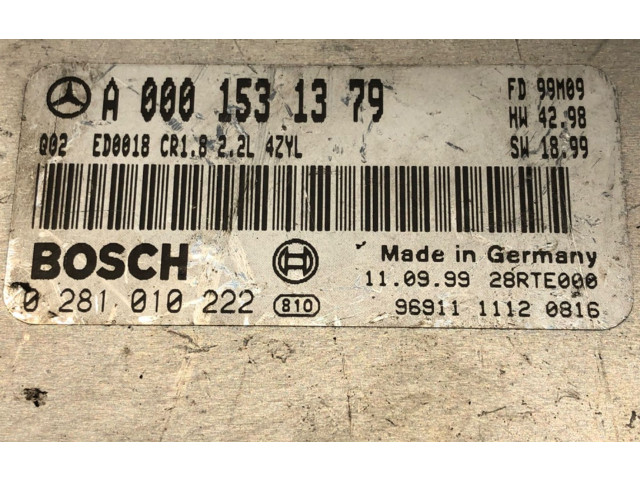 A 000 153 13 79
FD 99M09
HW 42.98
Q02 ED0018 CR1.8 2.2L 4ZYL
SW 18.99
BOSCH
Made in Germany
11.09.99 28RTE000
0 281 010 222 810
96911 1112 0816